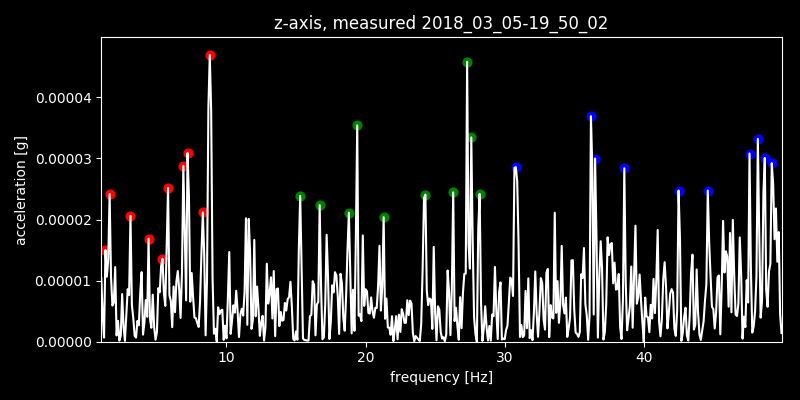 z-axis, measured 2018_03_05-19_50_02
acceleration [g]
0.00004
0.00003
0.00002
0.00001
0.00000
10 20 30 40
frequency [Hz]